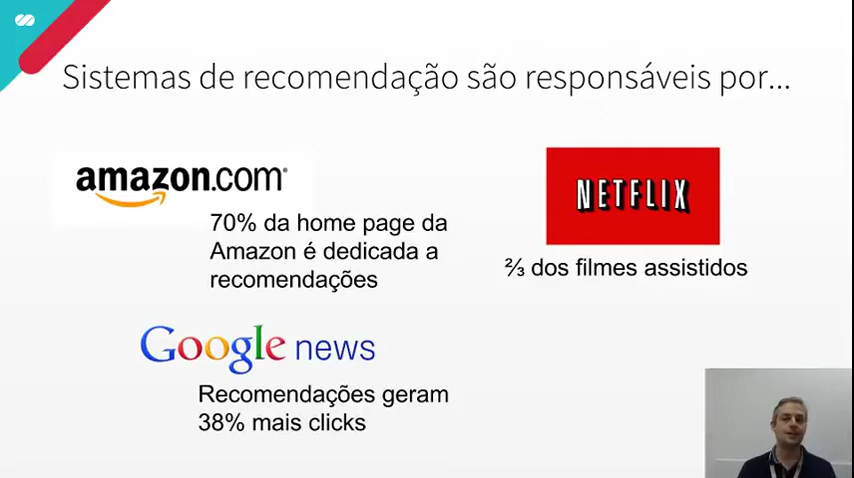 Sistemas de recomendação são responsáveis por...
amazon.com
70% da home page da
Amazon é dedicada a
recomendações
NETFLIX
⅔ dos filmes assistidos
Google news
Recomendações geram
38% mais clicks